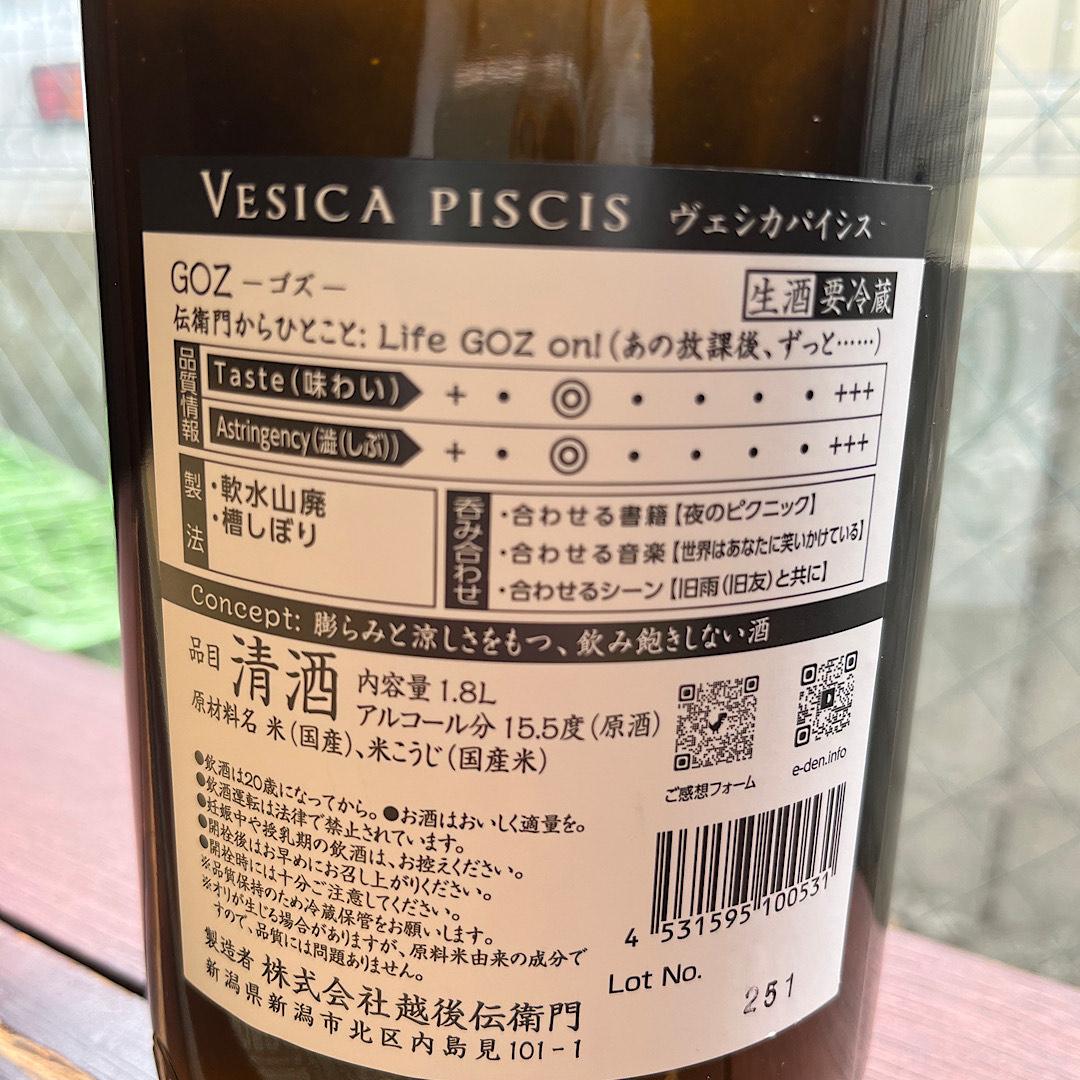 VESICA PISCIS ヴェシカパイシス
GOZ ーゴズー
生酒 要冷蔵
伝衛門からひとこと: Life GOZ on!(あの放課後、ずっと……)
品質情報
Taste(味わい) + • ◎ • • • • +++
Astringency(澁(しぶ)) + • ◎ • • • • +++
製法
・軟水山廃
・槽しぼり
呑み合わせ
・合わせる書籍【夜のピクニック】
・合わせる音楽【世界はあなたに笑いかけている】
・合わせるシーン【旧雨(旧友)と共に】
Concept: 膨らみと涼しさをもつ、飲み飽きしない酒
品目 清酒
内容量 1.8L
アルコール分 15.5度(原酒)
原材料名 米(国産)、米こうじ(国産米)
ご感想フォーム
e-den.info
●飲酒は20歳になってから。●お酒はおいしく適量を。
●飲酒運転は法律で禁止されています。
●妊娠中や授乳期の飲酒は、お控えください。
●開栓後はお早めにお召し上がりください。
●開栓時には十分ご注意してください。
※品質保持のため冷蔵保管をお願いします。
※オリが生じる場合がありますが、原料米由来の成分で
すので、品質には問題ありません。
製造者 株式会社越後伝衛門
新潟県新潟市北区内島見101-1
4 531595 100531
Lot No.
251